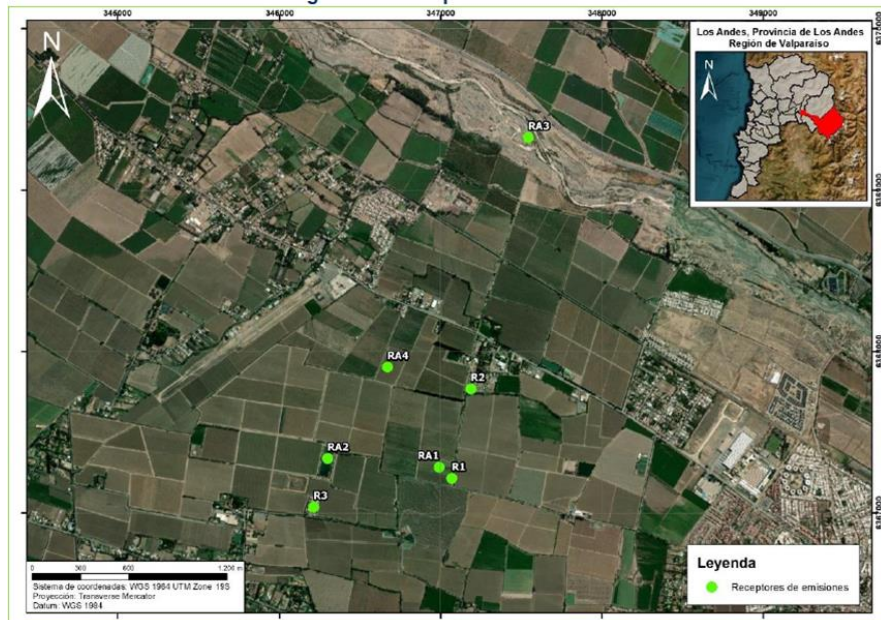 345000 346000 347000 348000 349000
N
Los Andes, Provincia de Los Andes
Región de Valparaíso
N
RA3
RA4
R2
RA2
RA1
R1
R3
6367000
0 300 600 1.200 m
Sistema de coordenadas: WGS 1984 UTM Zone 19S
Proyección: Transverse Mercator
Datum: WGS 1984
Leyenda
Receptores de emisiones